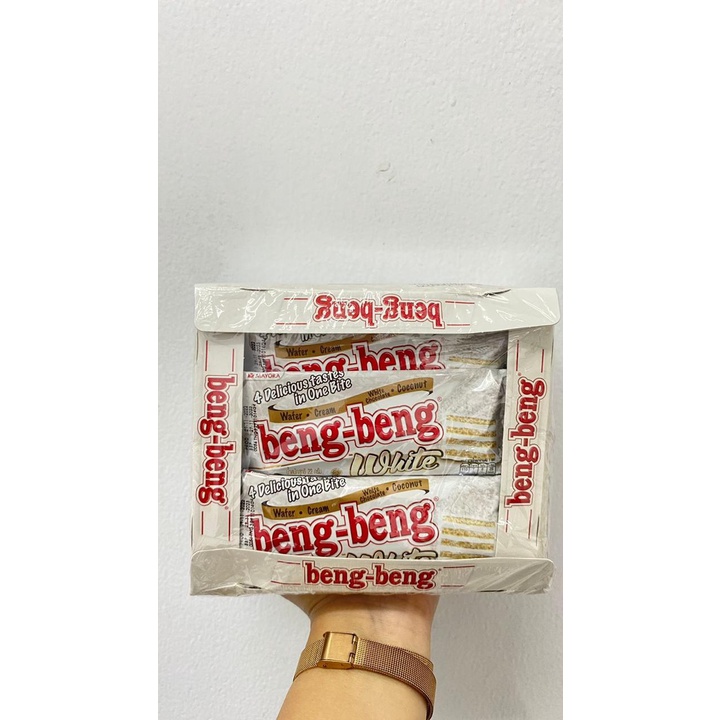 beng-beng
Wafer • Cream
beng-beng
beng-beng
MAYORA
4 Delicious tastes
in One Bite
Wafer • Cream • White Chocolate • Coconut
beng-beng
White
beng-beng
4 Delicious tastes
in One Bite
Wafer • Cream • White Chocolate • Coconut
beng-beng
White
beng-beng